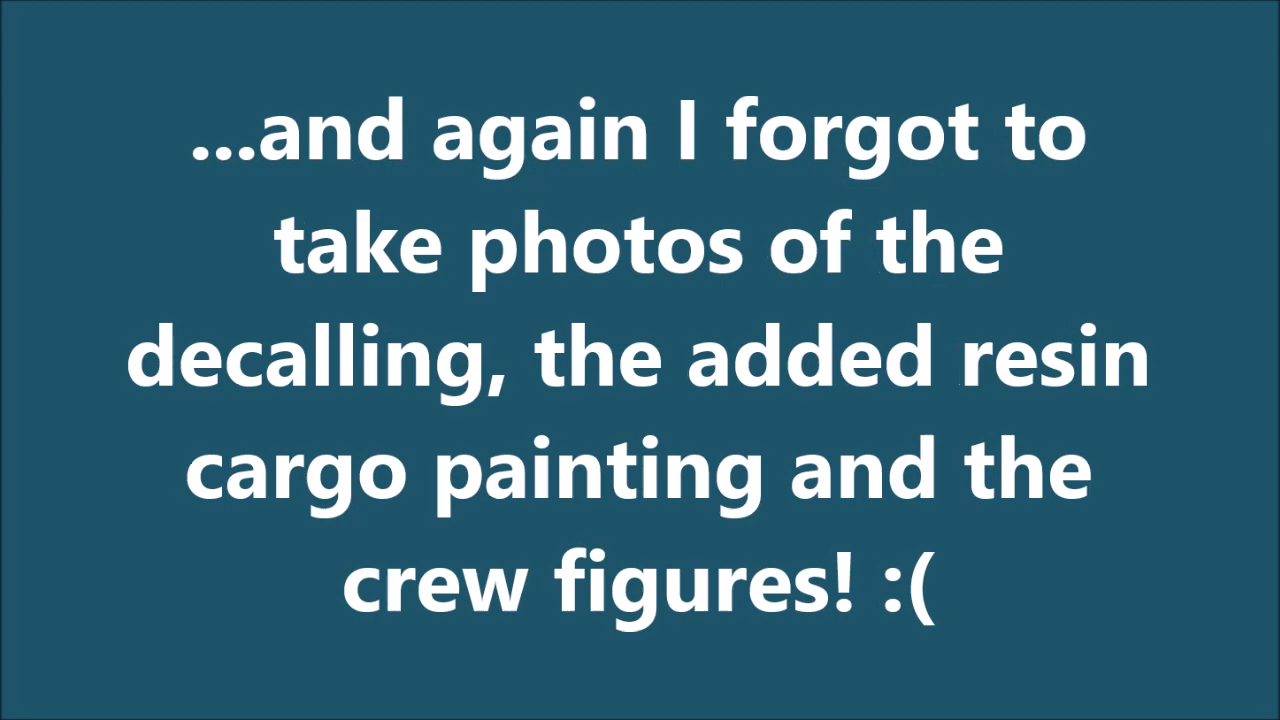 ...and again I forgot to
take photos of the
decalling, the added resin
cargo painting and the
crew figures! :(